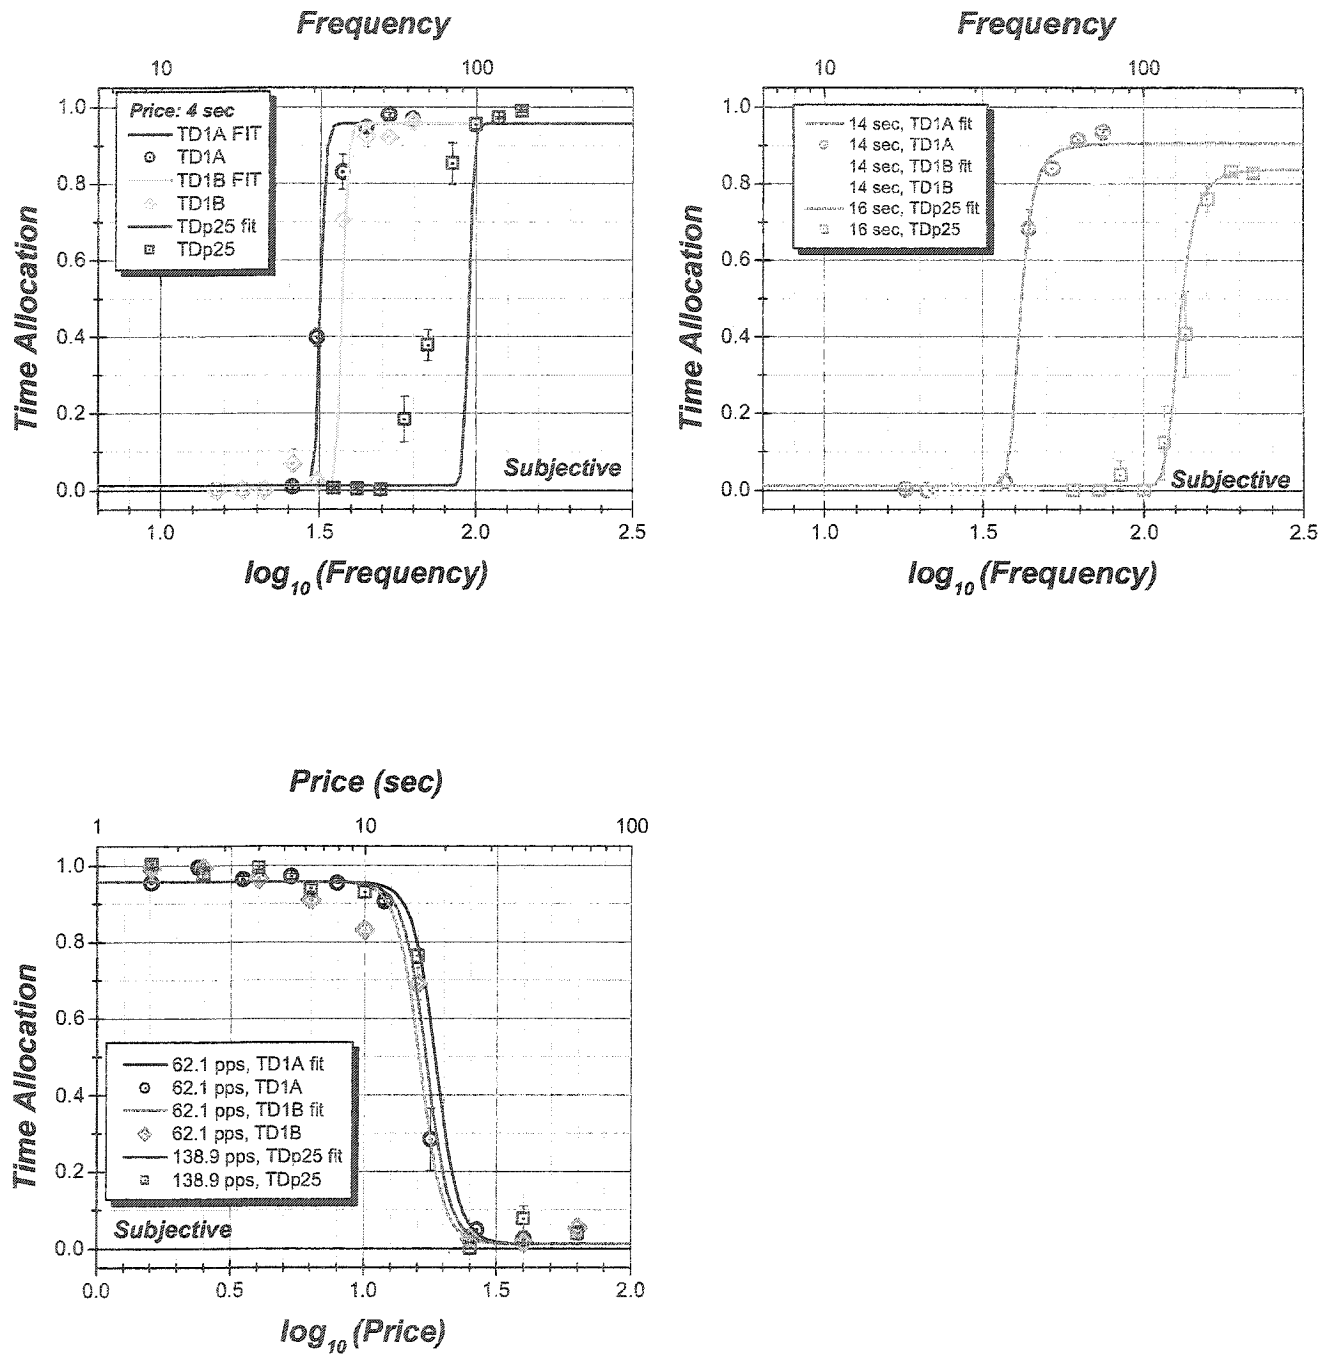 Frequency
10 100
Price: 4 sec
TD1A FIT
TD1A
TD1B FIT
TD1B
TDp25 fit
TDp25
Time Allocation
1.0
0.8
0.6
0.4
0.2
0.0
Subjective
1.0 1.5 2.0 2.5
log10 (Frequency)
Frequency
10 100
14 sec, TD1A fit
14 sec, TD1A
14 sec, TD1B fit
14 sec, TD1B
16 sec, TDp25 fit
16 sec, TDp25
Time Allocation
1.0
0.8
0.6
0.4
0.2
0.0
Subjective
1.0 1.5 2.0 2.5
log10 (Frequency)
Price (sec)
1 10 100
Time Allocation
1.0
0.8
0.6
0.4
0.2
0.0
62.1 pps, TD1A fit
62.1 pps, TD1A
62.1 pps, TD1B fit
62.1 pps, TD1B
138.9 pps, TDp25 fit
138.9 pps, TDp25
Subjective
0.0 0.5 1.0 1.5 2.0
log10 (Price)